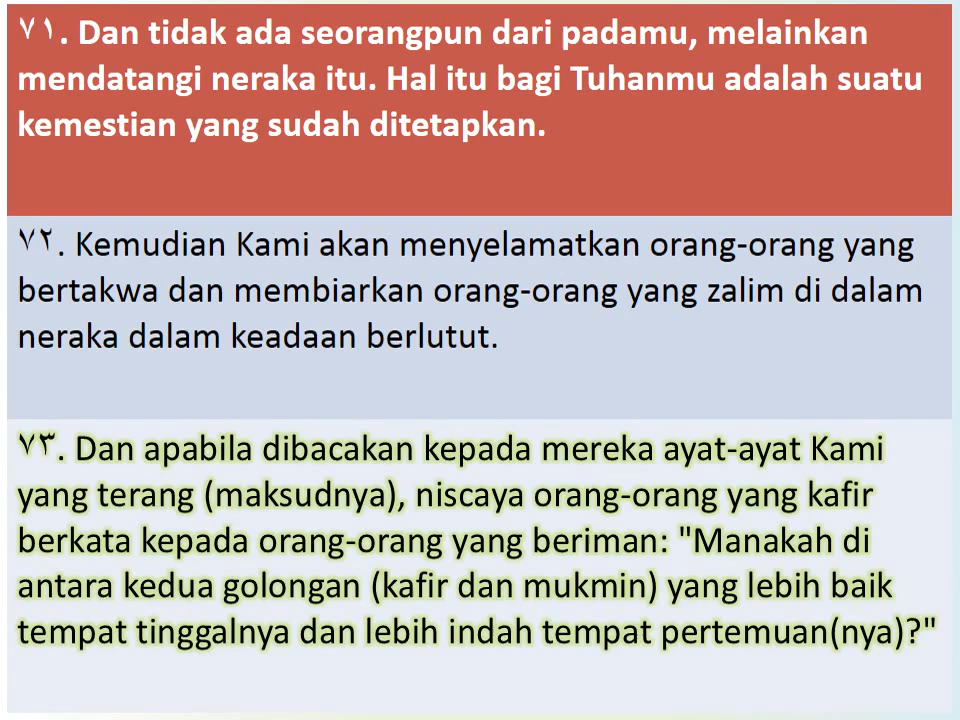 ٧١. Dan tidak ada seorangpun dari padamu, melainkan
mendatangi neraka itu. Hal itu bagi Tuhanmu adalah suatu
kemestian yang sudah ditetapkan.
٧٢. Kemudian Kami akan menyelamatkan orang-orang yang
bertakwa dan membiarkan orang-orang yang zalim di dalam
neraka dalam keadaan berlutut.
٧٣. Dan apabila dibacakan kepada mereka ayat-ayat Kami
yang terang (maksudnya), niscaya orang-orang yang kafir
berkata kepada orang-orang yang beriman: "Manakah di
antara kedua golongan (kafir dan mukmin) yang lebih baik
tempat tinggalnya dan lebih indah tempat pertemuan(nya)?"